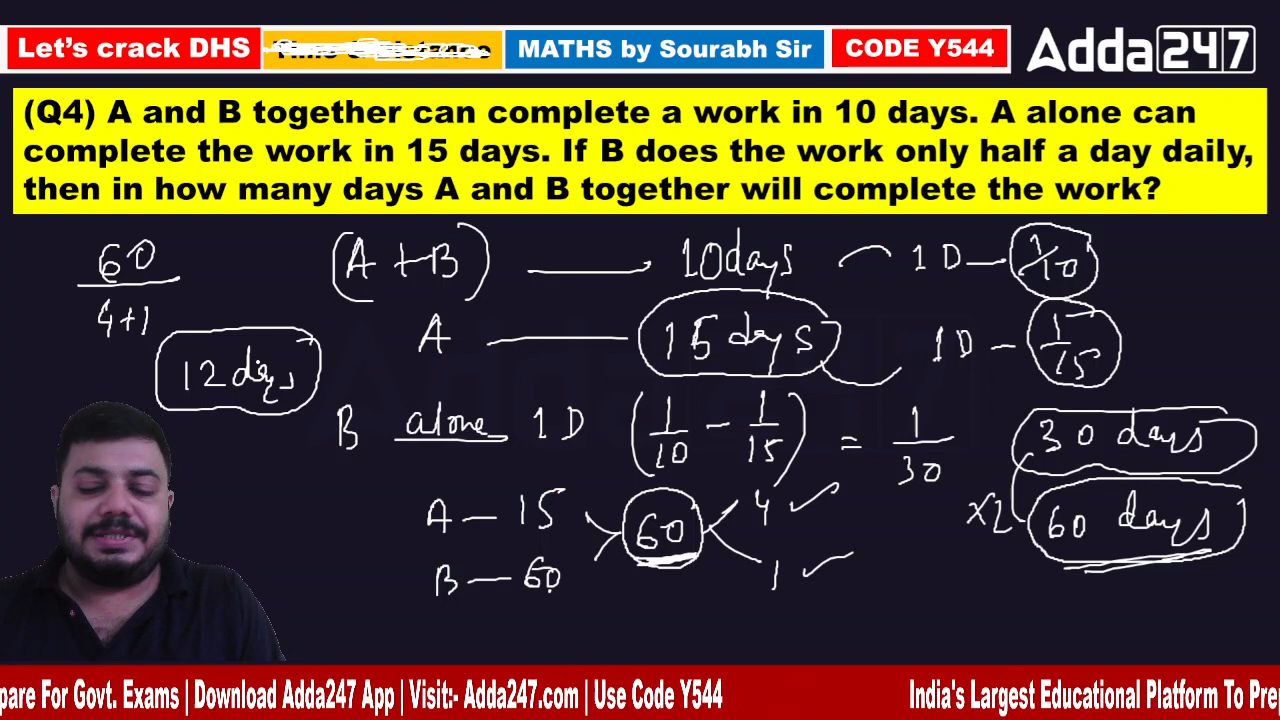 Let's crack DHS
MATHS by Sourabh Sir
CODE Y544
Adda247
(Q4) A and B together can complete a work in 10 days. A alone can
complete the work in 15 days. If B does the work only half a day daily,
then in how many days A and B together will complete the work?
60
4+1
12 days
(A+B) — 10 days 1D — 1/10
A — 15 days 1D — 1/15
B alone 1D (1/10 - 1/15) = 1/30 30 days
A — 15 60 4 ✓ ×2 60 days
B — 60 1 ✓
pare For Govt. Exams | Download Adda247 App | Visit:- Adda247.com | Use Code Y544
India's Largest Educational Platform To Prep